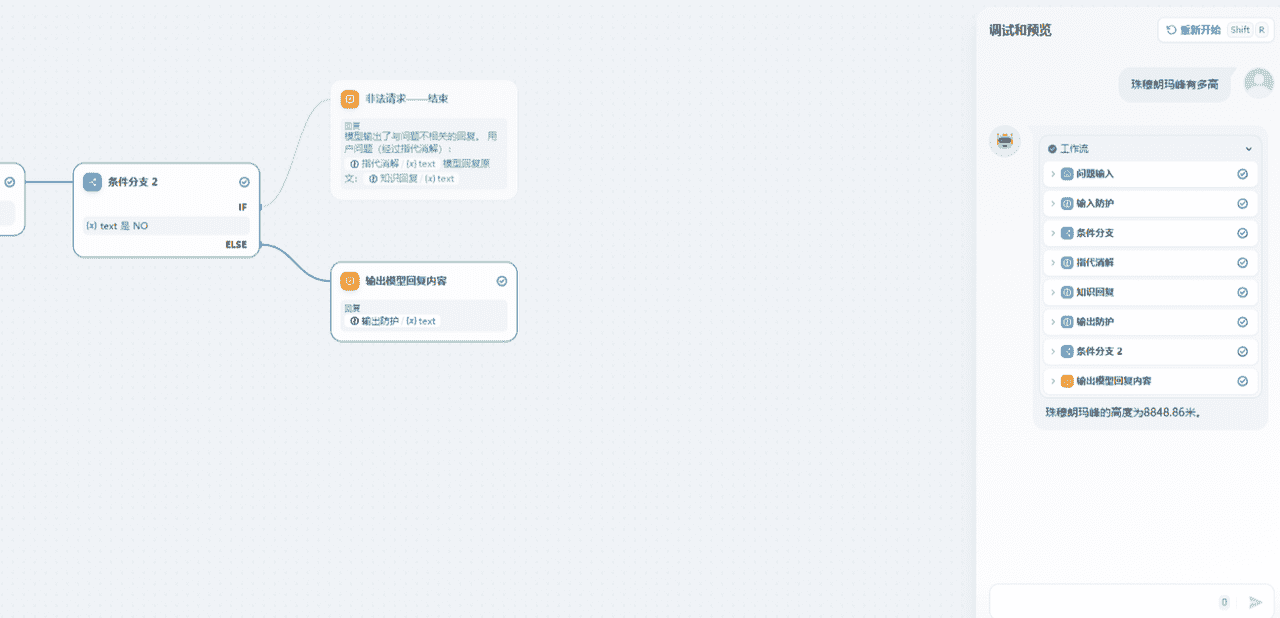 条件分支 2
IF
{x} text 是 NO
ELSE
非法请求——结束
回复
模型输出了与问题不相关的回复。 用
户问题（经过指代消解）：
指代消解 / {x} text 模型回复原
文： 知识回复 / {x} text
输出模型回复内容
回复
输出防护 / {x} text
调试和预览
重新开始 Shift R
珠穆朗玛峰有多高
工作流
问题输入
输入防护
条件分支
指代消解
知识回复
输出防护
条件分支 2
输出模型回复内容
珠穆朗玛峰的高度为8848.86米。
0